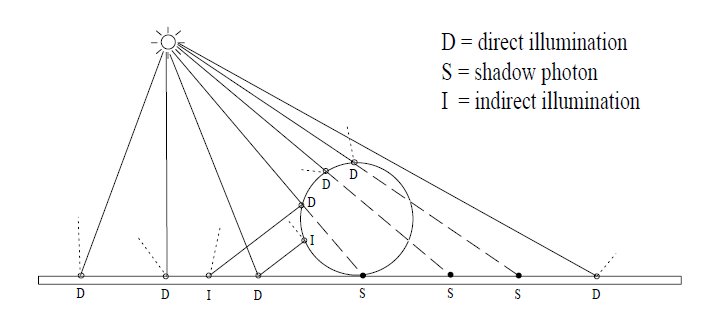 D = direct illumination
S = shadow photon
I = indirect illumination
D
D
D
I
D
D
I
D
S
S
S
D